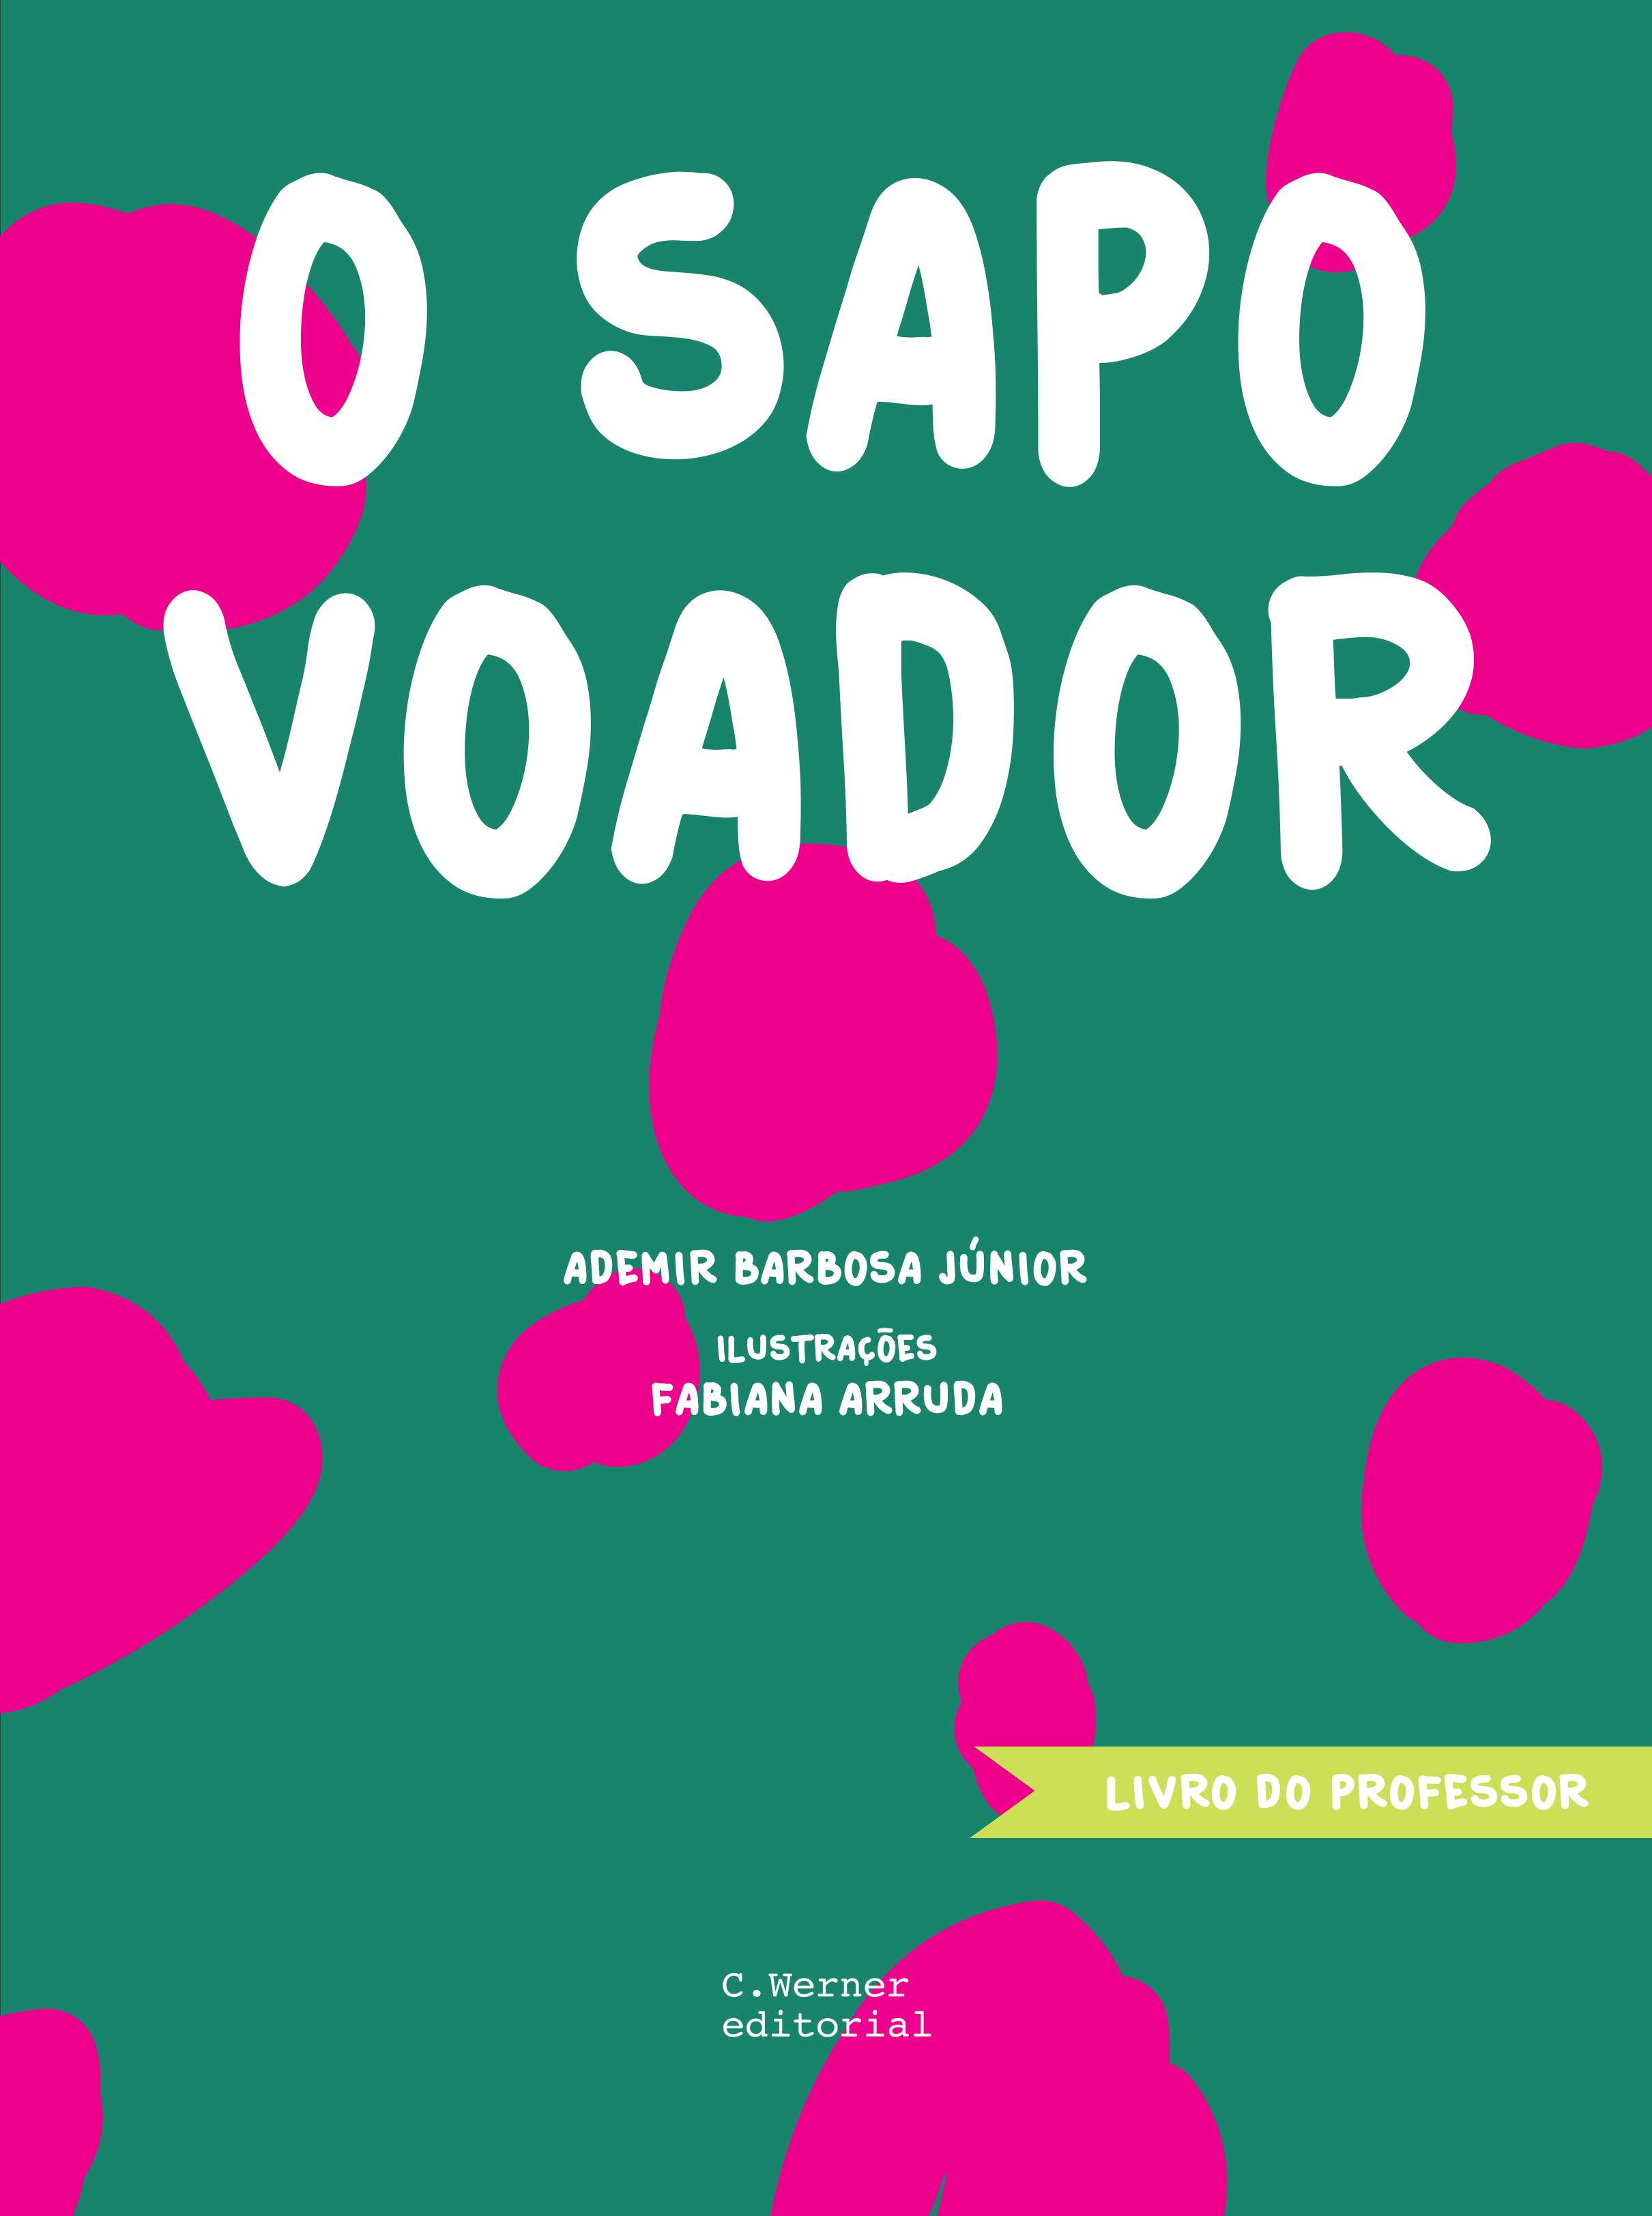 O SAPO
VOADOR
ADEMIR BARBOSA JÚNIOR
ILUSTRAÇÕES
FABIANA ARRUDA
LIVRO DO PROFESSOR
C.Werner
editorial